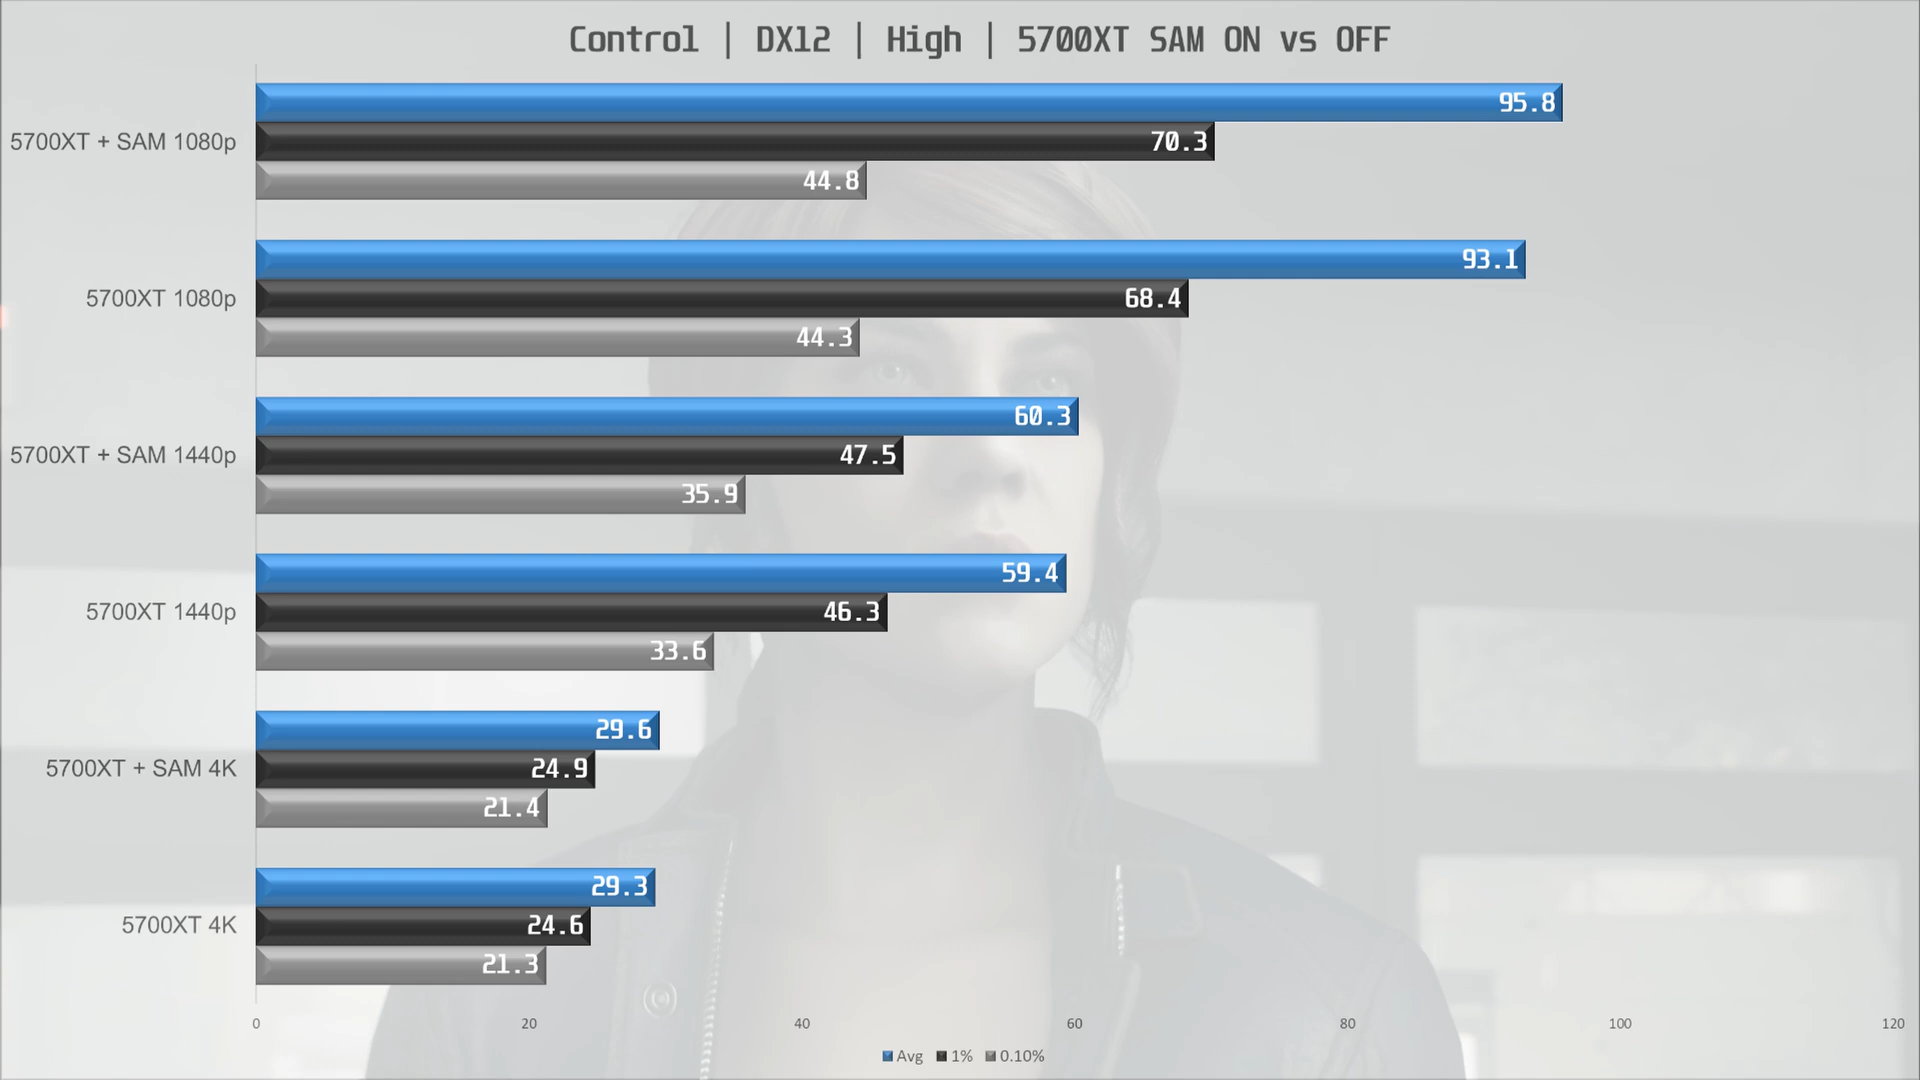 Control | DX12 | High | 5700XT SAM ON vs OFF
95.8
5700XT + SAM 1080p
70.3
44.8
93.1
5700XT 1080p
68.4
44.3
60.3
5700XT + SAM 1440p
47.5
35.9
59.4
5700XT 1440p
46.3
33.6
29.6
5700XT + SAM 4K
24.9
21.4
29.3
5700XT 4K
24.6
21.3
0 20 40 60 80 100 120
Avg 1% 0.10%